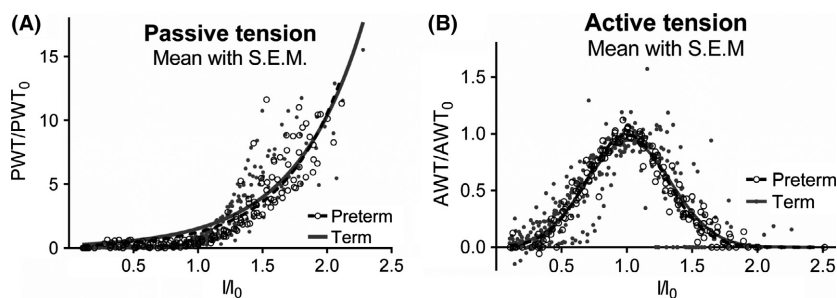 (A)
Passive tension
Mean with S.E.M.
PWT/PWT0
15
10
5
0
0.5
1.0
1.5
2.0
2.5
l/l0
Preterm
Term
(B)
Active tension
Mean with S.E.M
AWT/AWT0
1.5
1.0
0.5
0.0
0.5
1.0
1.5
2.0
2.5
l/l0
Preterm
Term